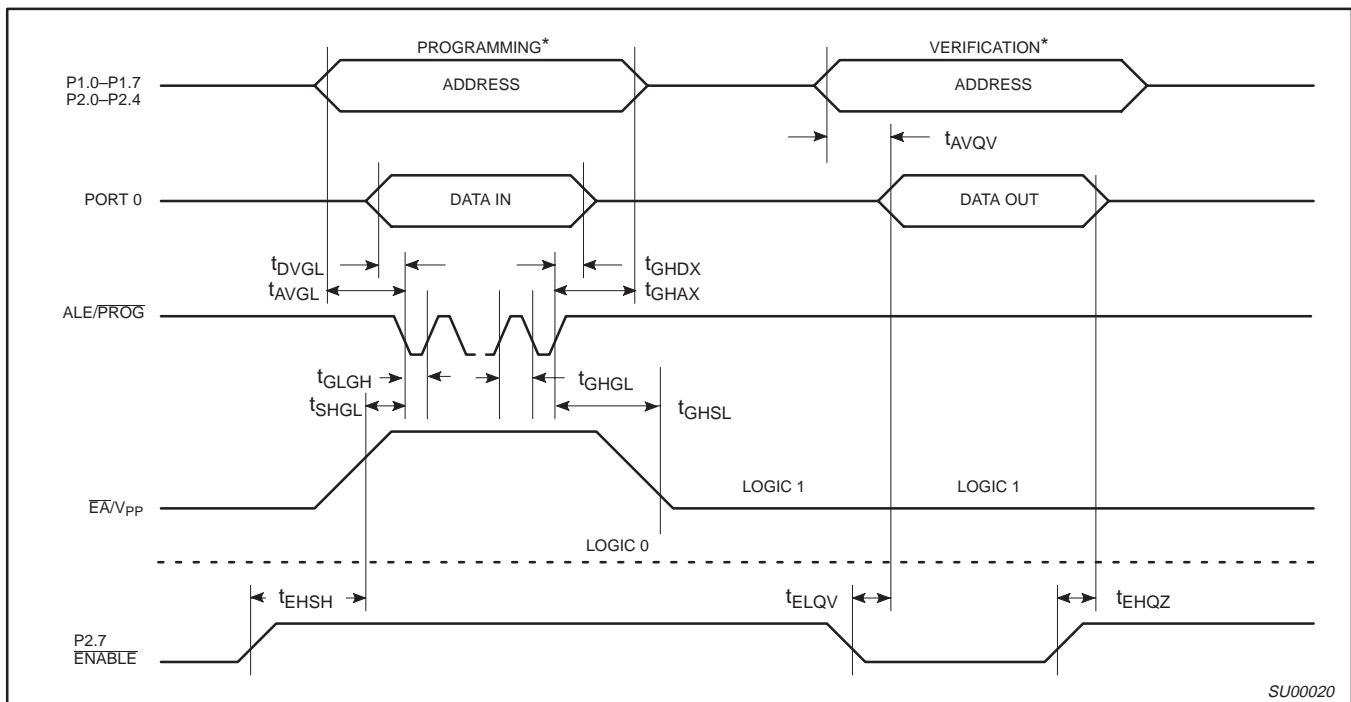 PROGRAMMING* VERIFICATION*
P1.0–P1.7
P2.0–P2.4
ADDRESS ADDRESS
tAVQV
PORT 0 DATA IN DATA OUT
tDVGL tGHDX
tAVGL tGHAX
ALE/PROG
tGLGH tGHGL
tSHGL tGHSL
LOGIC 1 LOGIC 1
EA/VPP
LOGIC 0
tEHSH tELQV tEHQZ
P2.7
ENABLE
SU00020